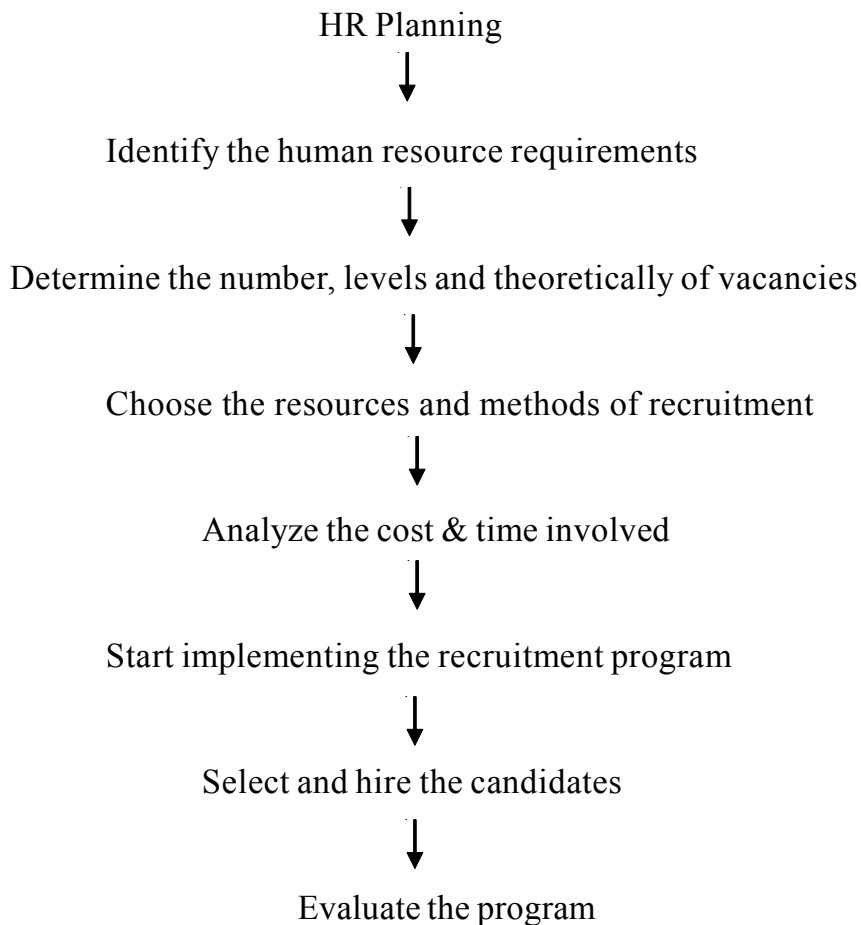 HR Planning
Identify the human resource requirements
Determine the number, levels and theoretically of vacancies
Choose the resources and methods of recruitment
Analyze the cost & time involved
Start implementing the recruitment program
Select and hire the candidates
Evaluate the program